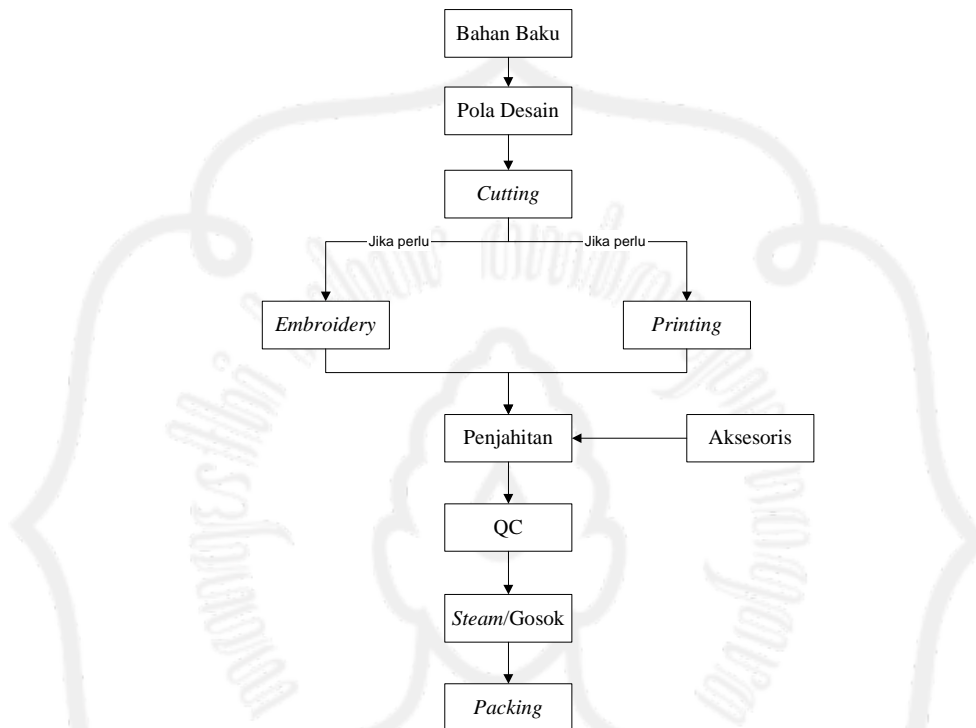 Bahan Baku
Pola Desain
Cutting
Jika perlu
Jika perlu
Embroidery
Printing
Penjahitan
Aksesoris
QC
Steam/Gosok
Packing